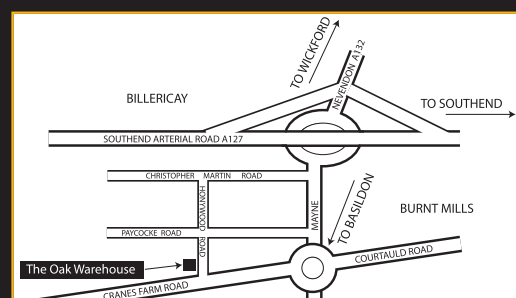 TO WICKFORD
NEVENDON A132
BILLERICAY
TO SOUTHEND
SOUTHEND ARTERIAL ROAD A127
CHRISTOPHER MARTIN ROAD
HONYWOOD ROAD
MAYNE
TO BASILDON
BURNT MILLS
PAYCOCKE ROAD
COURTAULD ROAD
The Oak Warehouse
CRANES FARM ROAD